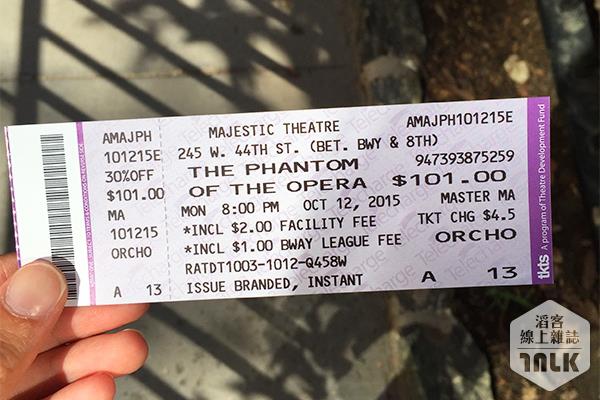 AMAJPH
101215E
30%OFF
$101.00
MA
101215
ORCHO
A 13
MAJESTIC THEATRE AMAJPH101215E
245 W. 44TH ST. (BET. BWY & 8TH)
THE PHANTOM 947393875259
OF THE OPERA $101.00
MON 8:00 PM OCT 12, 2015 MASTER MA
*INCL $2.00 FACILITY FEE TKT CHG $4.5
*INCL $1.00 BWAY LEAGUE FEE ORCHO
RATDT1003-1012-Q458W
ISSUE BRANDED, INSTANT A 13
tkts A program of Theatre Development Fund
滔客
線上雜誌
TALK